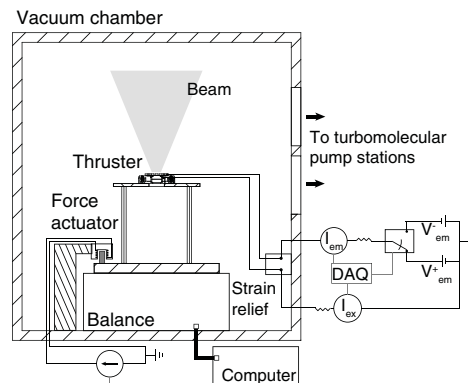 Vacuum chamber
Beam
To turbomolecular
pump stations
Thruster
Force
actuator
I_em
V^-_em
DAQ
V^+_em
Strain
relief
I_ex
Balance
Computer